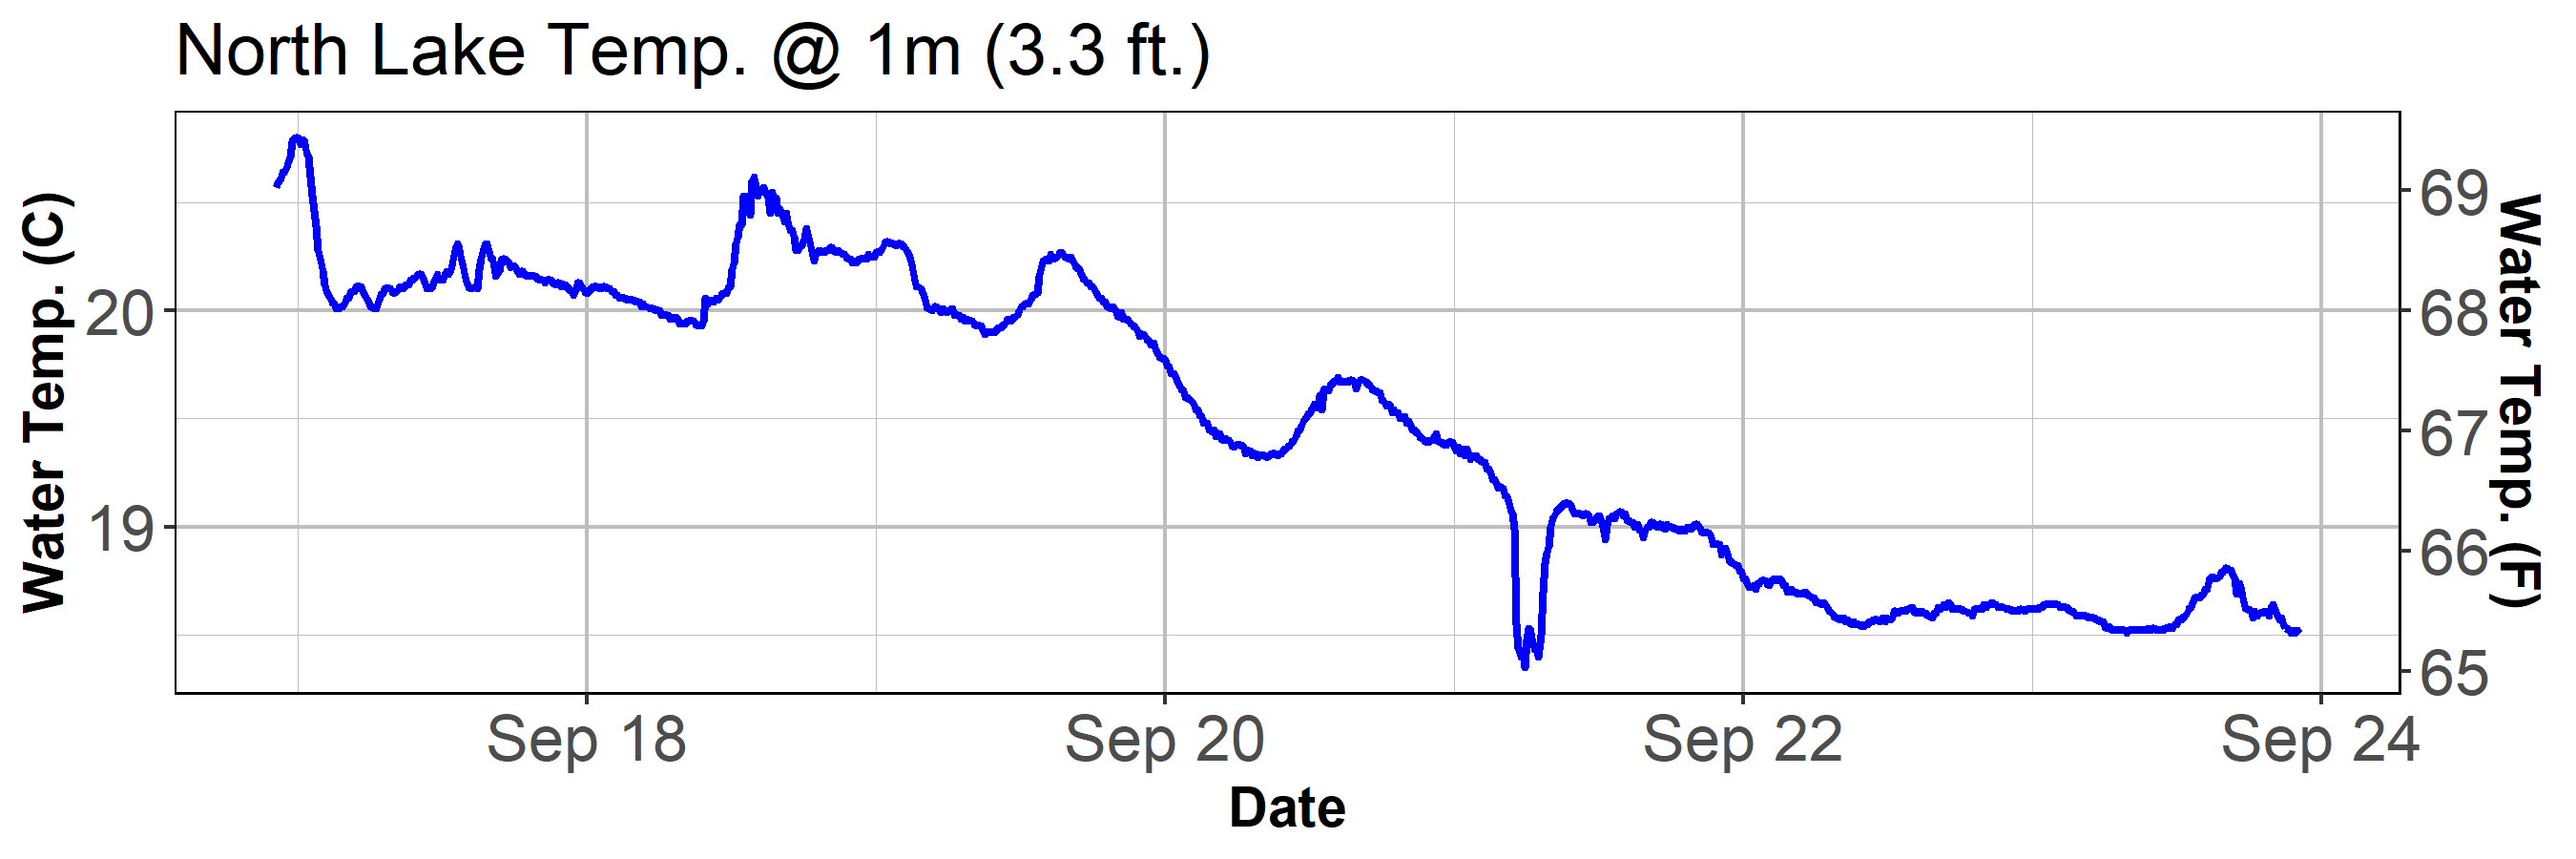 North Lake Temp. @ 1m (3.3 ft.)
Water Temp. (C)
20
19
69
68
67
66
65
Water Temp. (F)
Sep 18
Sep 20
Sep 22
Sep 24
Date